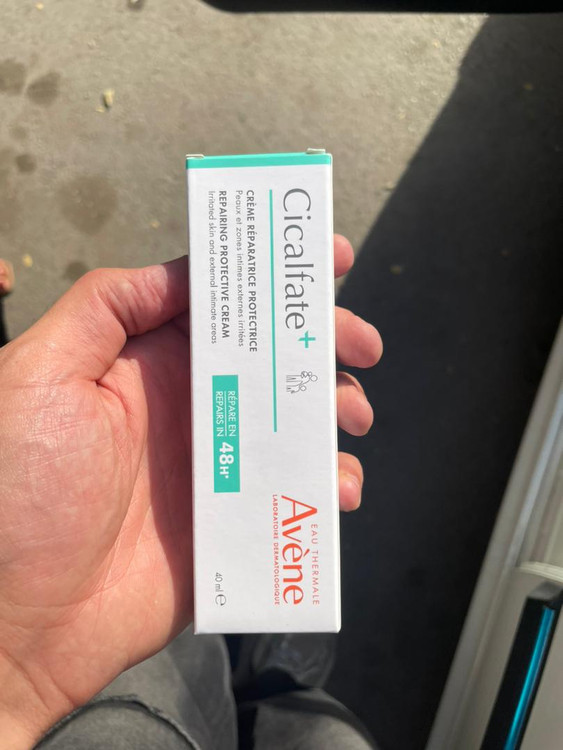 Cicalfate+
CRÈME RÉPARATRICE PROTECTRICE
Peaux et zones intimes externes irritées
REPAIRING PROTECTIVE CREAM
Irritated skin and external intimate areas
RÉPARE EN
REPAIRS IN
48H*
EAU THERMALE
Avène
LABORATOIRE DERMATOLOGIQUE
40 ml ℮